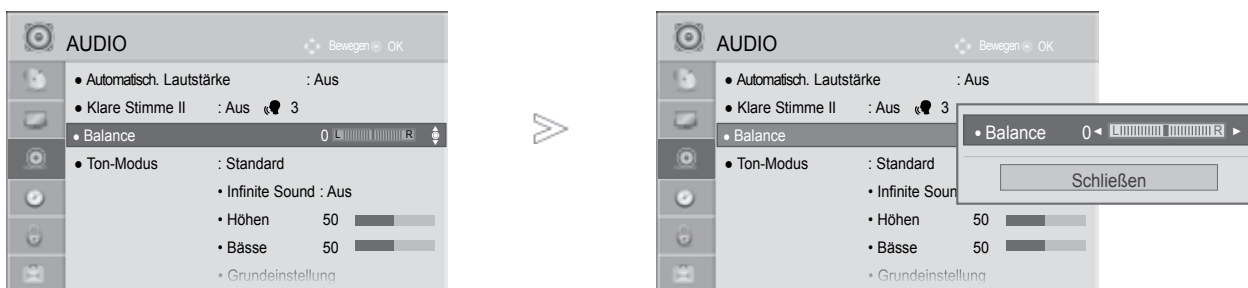 AUDIO
Bewegen OK
● Automatisch. Lautstärke : Aus
● Klare Stimme II : Aus 3
● Balance 0 L R
● Ton-Modus : Standard
• Infinite Sound : Aus
• Höhen 50
• Bässe 50
• Grundeinstellung
AUDIO
Bewegen OK
● Automatisch. Lautstärke : Aus
● Klare Stimme II : Aus 3
● Balance
● Ton-Modus : Standard
• Infinite Soun
• Höhen 50
• Bässe 50
• Grundeinstellung
• Balance 0 ◄ L R ►
Schließen